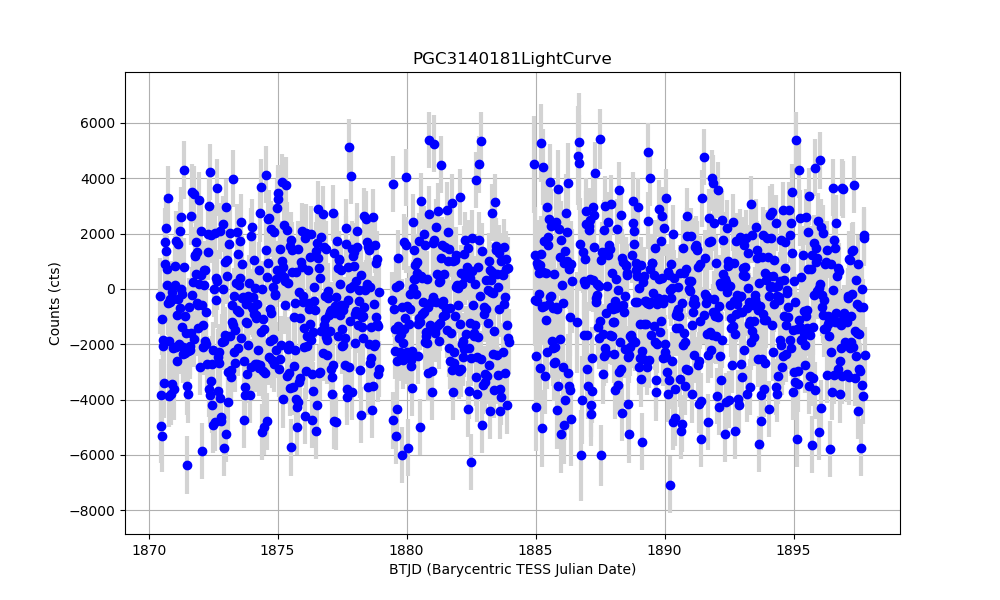 PGC3140181LightCurve
6000
4000
2000
0
−2000
−4000
−6000
−8000
Counts (cts)
1870 1875 1880 1885 1890 1895
BTJD (Barycentric TESS Julian Date)